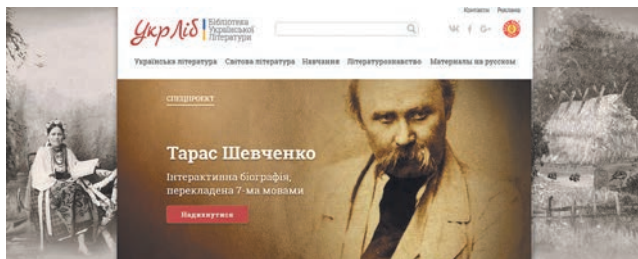 Контакти Реклама
УкрЛіб
Бібліотека
Української
Літератури
Українська література Світова література Навчання Літературознавство Материалы на русском
СПЕЦПРОЕКТ
Тарас Шевченко
Інтерактивна біографія,
перекладена 7-ма мовами
Надихнутися